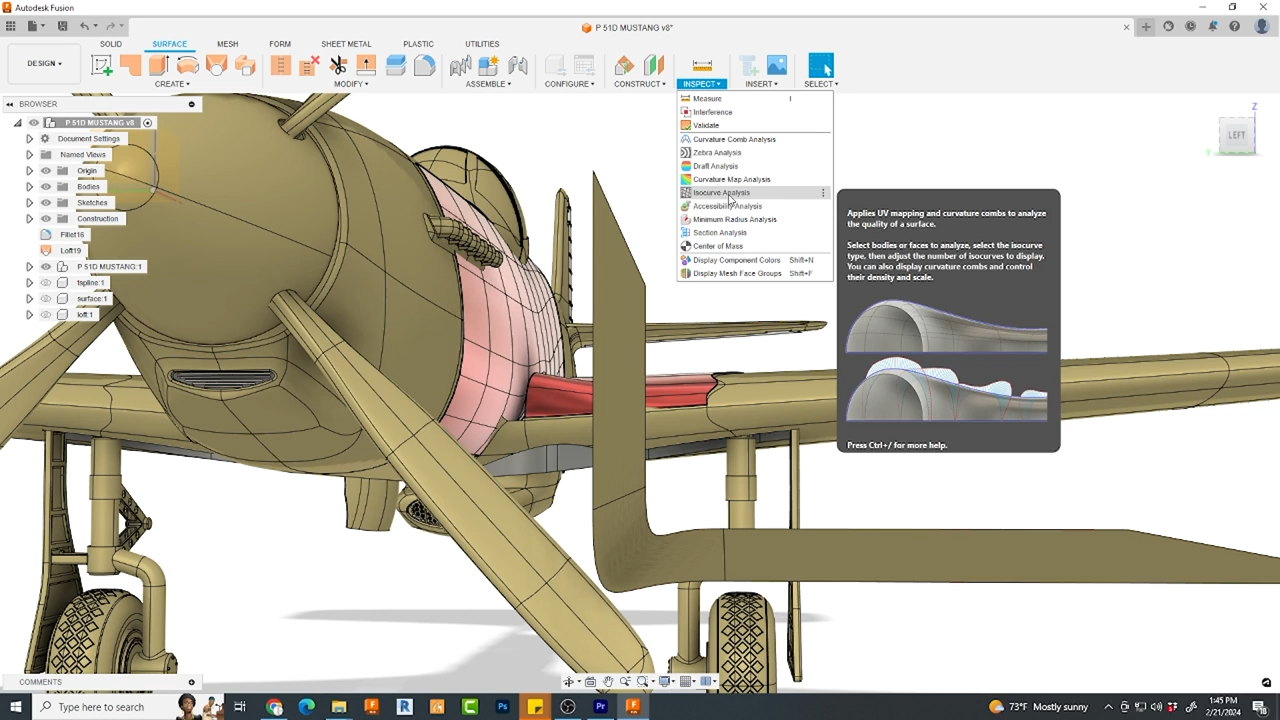 Autodesk Fusion
P 51D MUSTANG v8*
DESIGN
SOLID
SURFACE
MESH
FORM
SHEET METAL
PLASTIC
UTILITIES
CREATE
MODIFY
ASSEMBLE
CONFIGURE
CONSTRUCT
INSPECT
INSERT
SELECT
BROWSER
P 51D MUSTANG v8
Document Settings
Named Views
Origin
Bodies
Sketches
Construction
Fillet16
Loft19
P 51D MUSTANG:1
tspline:1
surface:1
loft:1
Measure I
Interference
Validate
Curvature Comb Analysis
Zebra Analysis
Draft Analysis
Curvature Map Analysis
Isocurve Analysis
Accessibility Analysis
Minimum Radius Analysis
Section Analysis
Center of Mass
Display Component Colors Shift+N
Display Mesh Face Groups Shift+F
Applies UV mapping and curvature combs to analyze
the quality of a surface.
Select bodies or faces to analyze, select the isocurve
type, then adjust the number of isocurves to display.
You can also display curvature combs and control
their density and scale.
Press Ctrl+/ for more help.
Z
LEFT
Y
COMMENTS
Type here to search
Ps
Pr
73°F Mostly sunny
1:45 PM
2/21/2024